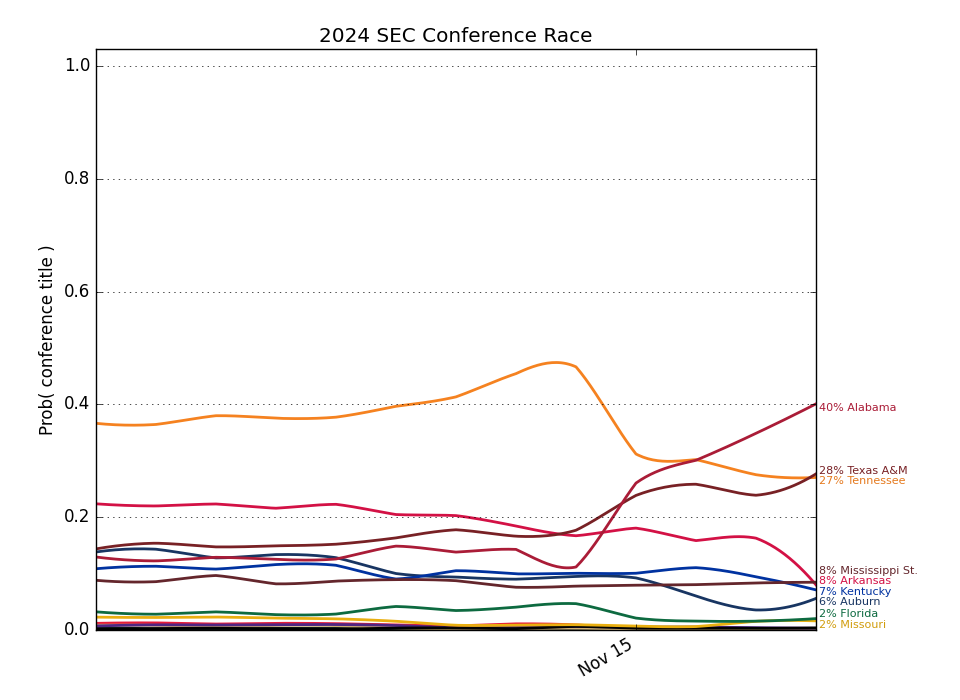 2024 SEC Conference Race
Prob( conference title )
1.0
0.8
0.6
0.4
0.2
0.0
Nov 15
40% Alabama
28% Texas A&M
27% Tennessee
8% Mississippi St.
8% Arkansas
7% Kentucky
6% Auburn
2% Florida
2% Missouri